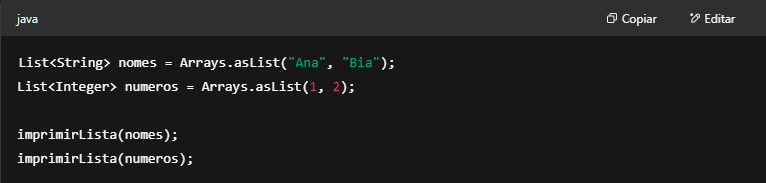 java
Copiar
Editar
List<String> nomes = Arrays.asList("Ana", "Bia");
List<Integer> numeros = Arrays.asList(1, 2);
imprimirLista(nomes);
imprimirLista(numeros);